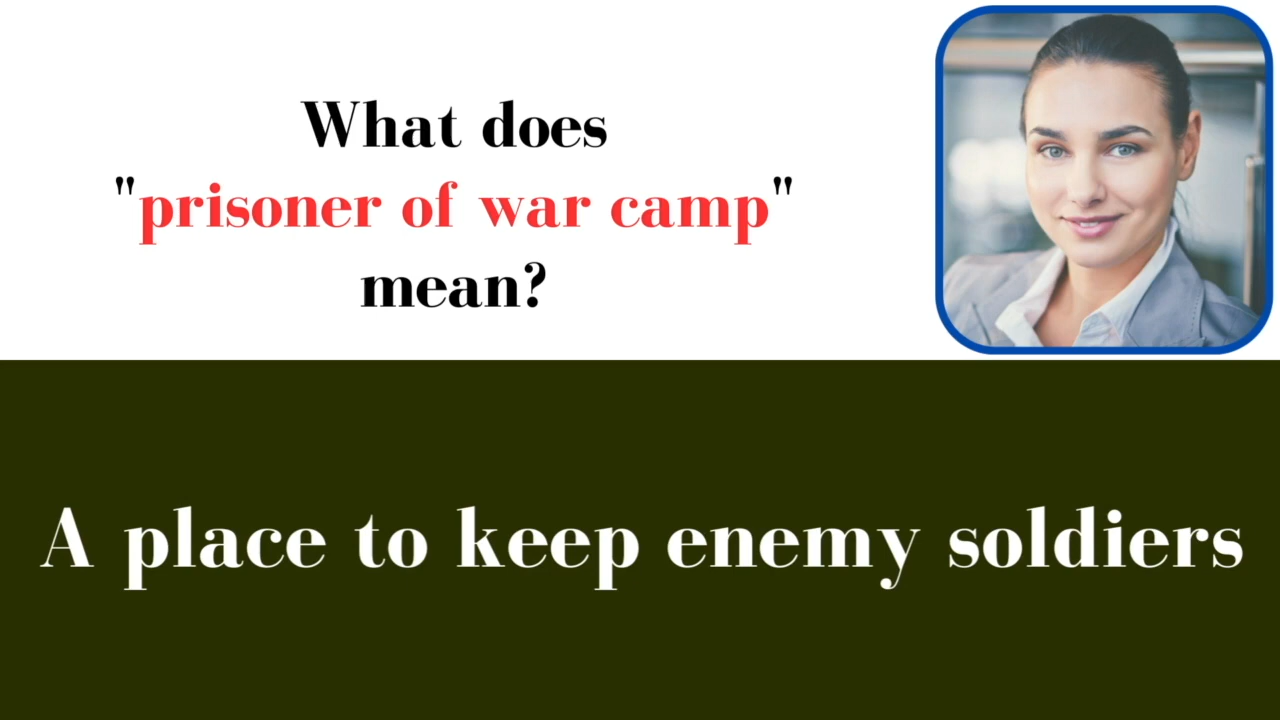 What does
"prisoner of war camp"
mean?
A place to keep enemy soldiers